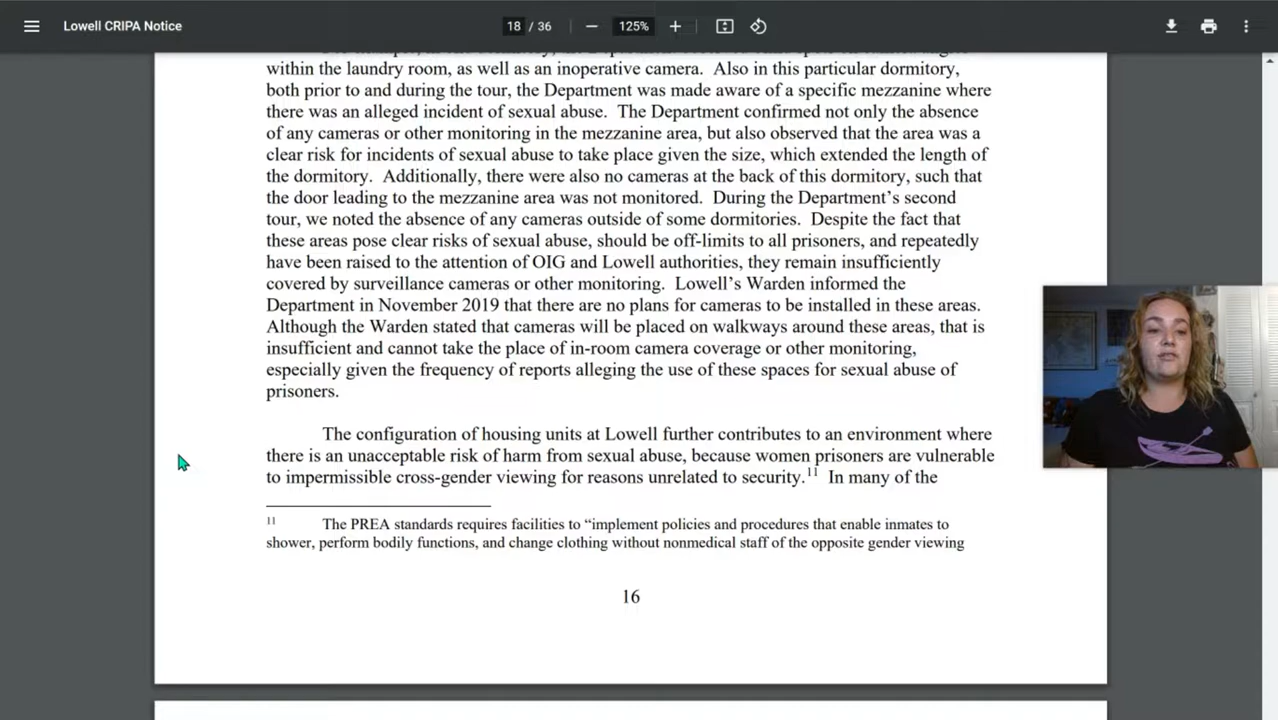 Lowell CRIPA Notice
18 / 36
125%
within the laundry room, as well as an inoperative camera. Also in this particular dormitory,
both prior to and during the tour, the Department was made aware of a specific mezzanine where
there was an alleged incident of sexual abuse. The Department confirmed not only the absence
of any cameras or other monitoring in the mezzanine area, but also observed that the area was a
clear risk for incidents of sexual abuse to take place given the size, which extended the length of
the dormitory. Additionally, there were also no cameras at the back of this dormitory, such that
the door leading to the mezzanine area was not monitored. During the Department's second
tour, we noted the absence of any cameras outside of some dormitories. Despite the fact that
these areas pose clear risks of sexual abuse, should be off-limits to all prisoners, and repeatedly
have been raised to the attention of OIG and Lowell authorities, they remain insufficiently
covered by surveillance cameras or other monitoring. Lowell's Warden informed the
Department in November 2019 that there are no plans for cameras to be installed in these areas.
Although the Warden stated that cameras will be placed on walkways around these areas, that is
insufficient and cannot take the place of in-room camera coverage or other monitoring,
especially given the frequency of reports alleging the use of these spaces for sexual abuse of
prisoners.
The configuration of housing units at Lowell further contributes to an environment where
there is an unacceptable risk of harm from sexual abuse, because women prisoners are vulnerable
to impermissible cross-gender viewing for reasons unrelated to security.11 In many of the
11 The PREA standards requires facilities to “implement policies and procedures that enable inmates to
shower, perform bodily functions, and change clothing without nonmedical staff of the opposite gender viewing
16